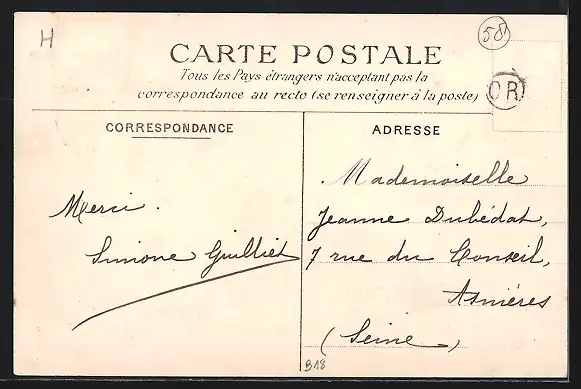 H
58
CARTE POSTALE
Tous les Pays étrangers n'acceptant pas la
correspondance au recto (se renseigner à la poste)
OR
CORRESPONDANCE
ADRESSE
Mademoiselle
Merci.
Jeanne Dubédat,
Simone Guilliet
7 rue du Conseil,
Asnières
(Seine)
B18